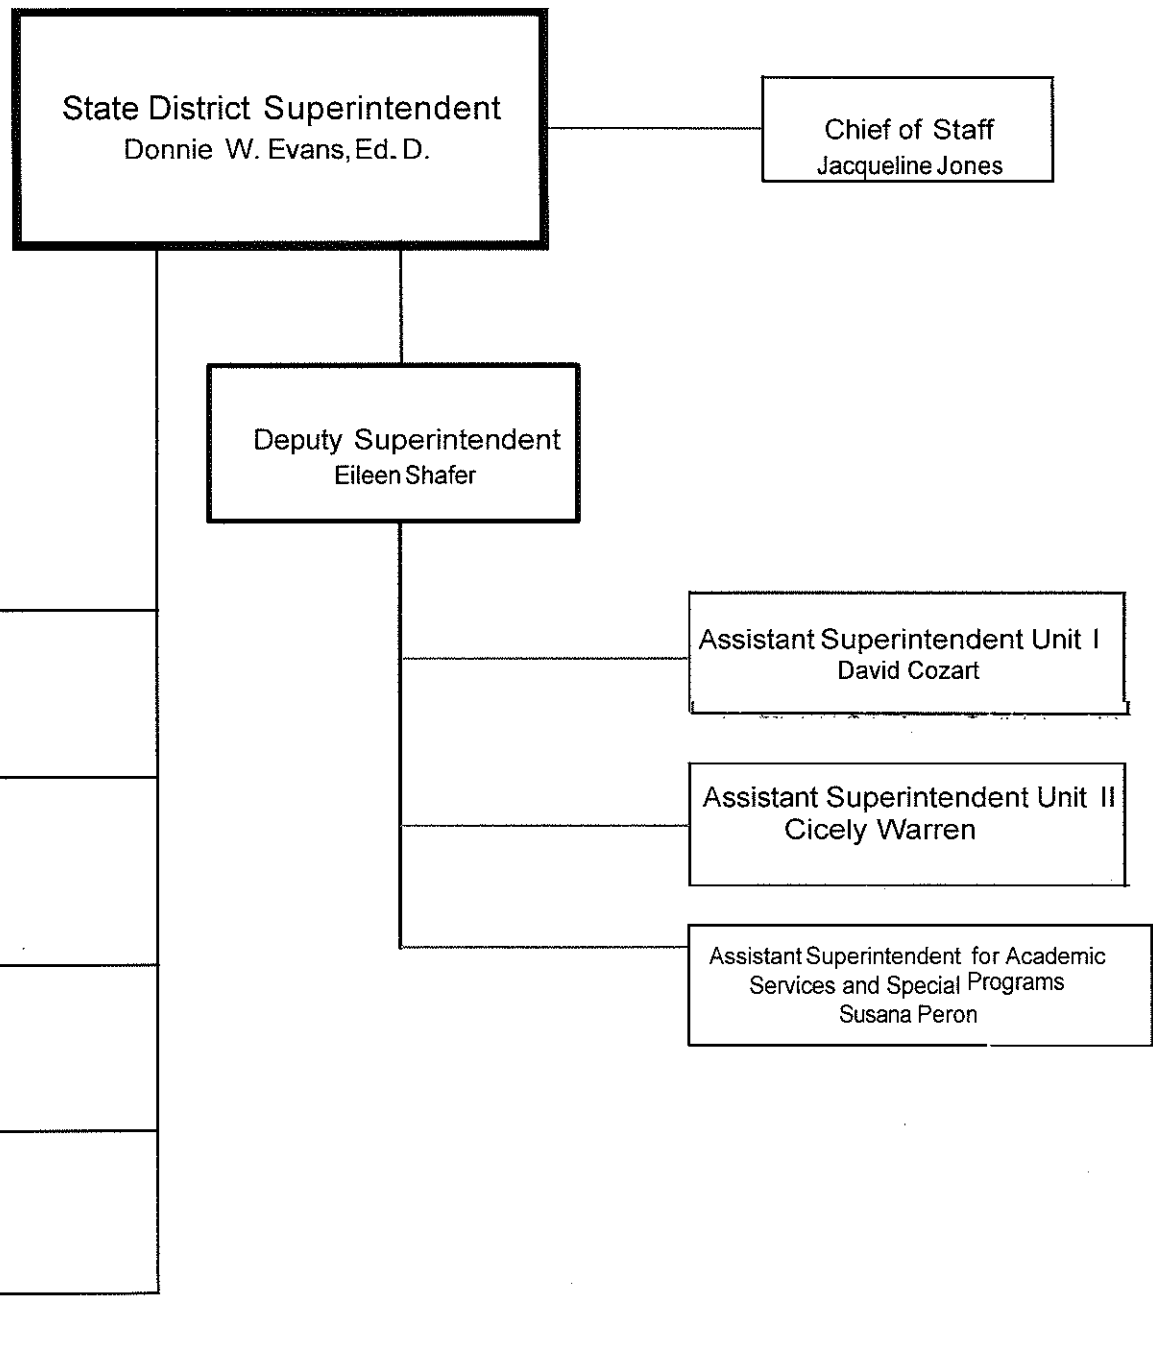 State District Superintendent
Donnie W. Evans, Ed. D.
Chief of Staff
Jacqueline Jones
Deputy Superintendent
Eileen Shafer
Assistant Superintendent Unit I
David Cozart
Assistant Superintendent Unit II
Cicely Warren
Assistant Superintendent for Academic
Services and Special Programs
Susana Peron